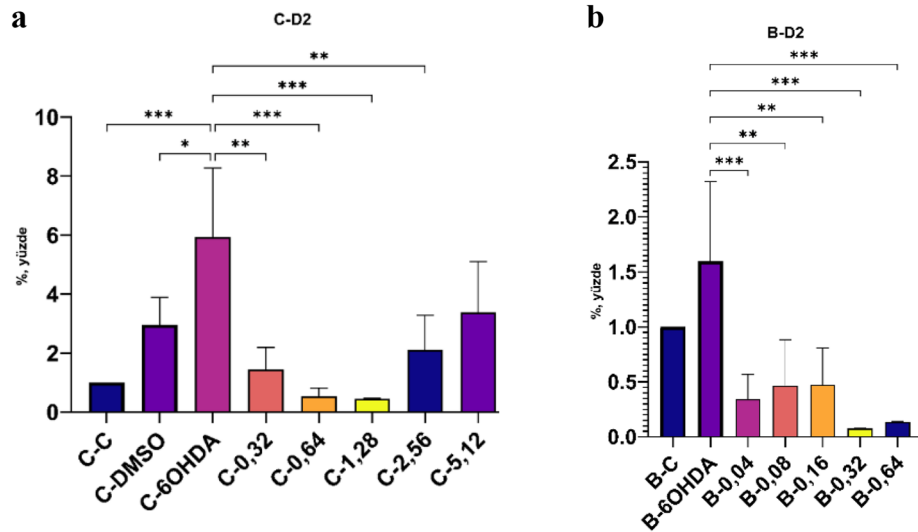 a
C-D2
**
***
*** ***
* **
%, yüzde
10
8
6
4
2
0
C-C
C-DMSO
C-6OHDA
C-0,32
C-0,64
C-1,28
C-2,56
C-5,12
b
B-D2
***
***
**
**
***
%, yüzde
2.5
2.0
1.5
1.0
0.5
0.0
B-C
B-6OHDA
B-0,04
B-0,08
B-0,16
B-0,32
B-0,64